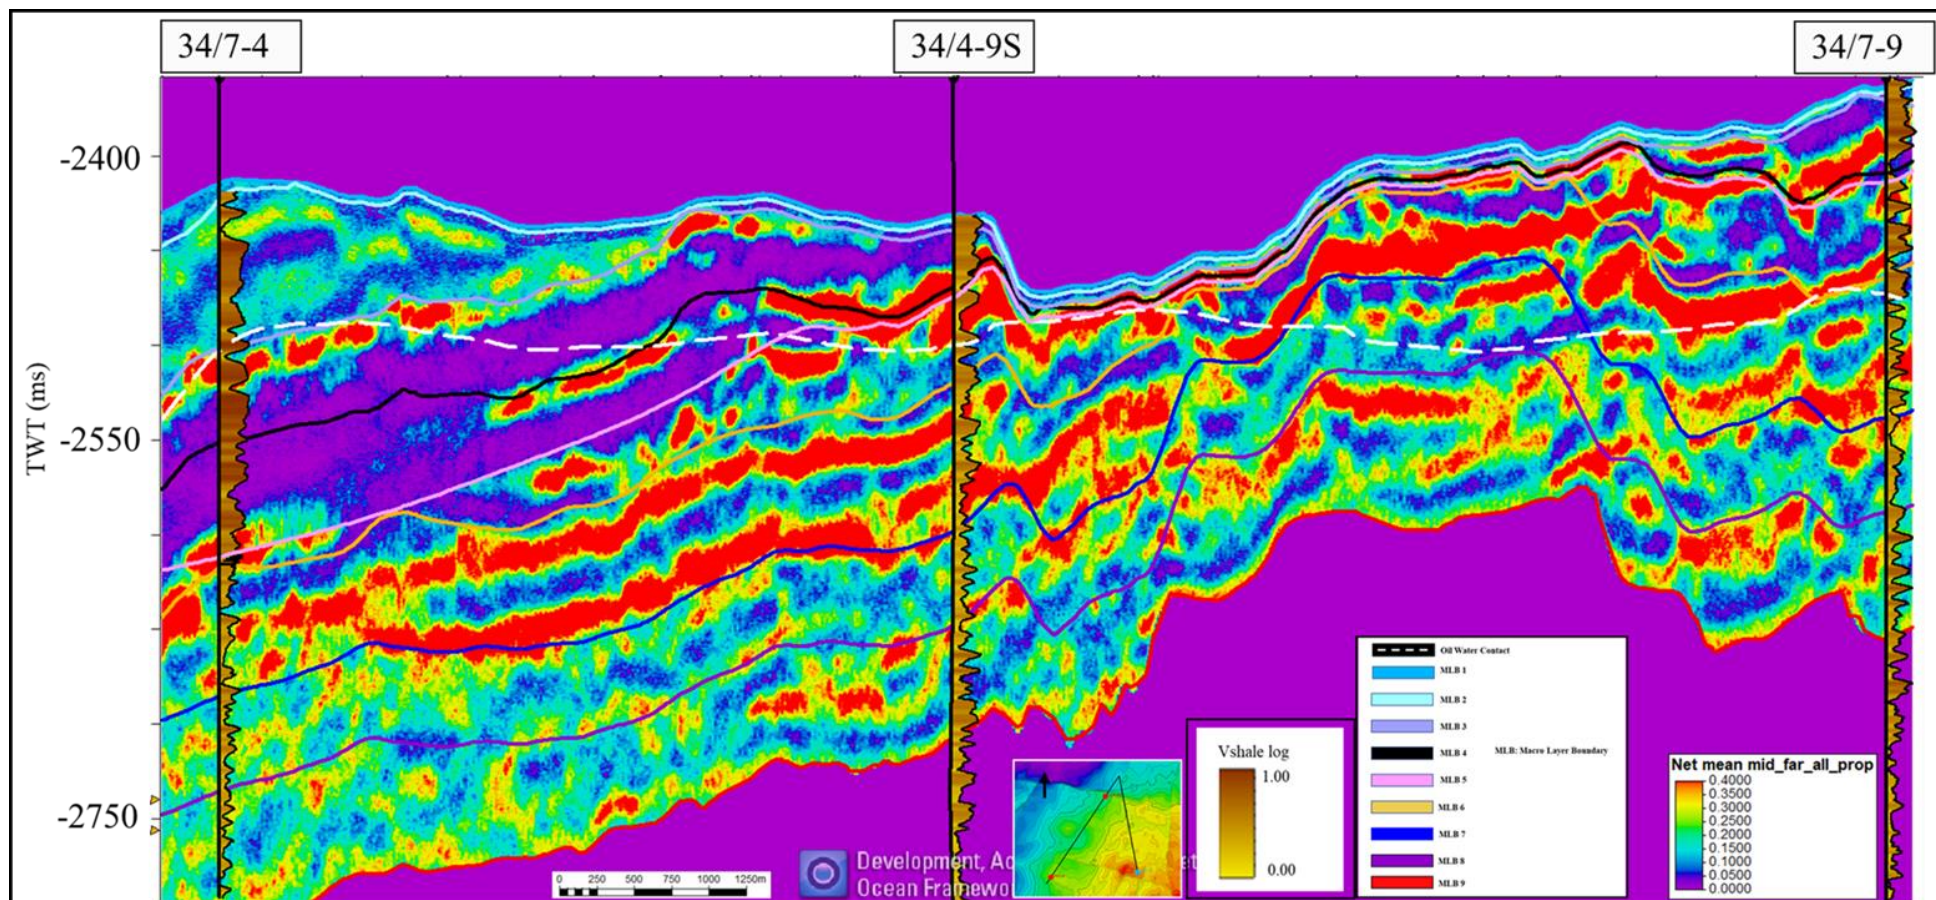 34/7-4
34/4-9S
34/7-9
-2400
-2550
-2750
TWT (ms)
Oil Water Contact
MLB 1
MLB 2
MLB 3
MLB 4
MLB: Macro Layer Boundary
MLB 5
MLB 6
MLB 7
MLB 8
MLB 9
Vshale log
1.00
0.00
Net mean mid_far_all_prop
0.4000
0.3500
0.3000
0.2500
0.2000
0.1500
0.1000
0.0500
0.0000
0 250 500 750 1000 1250m
Development,
Ocean